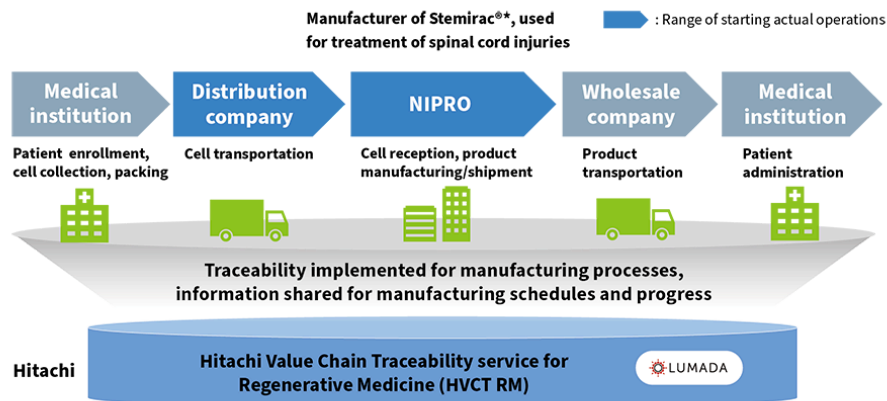 Manufacturer of Stemirac®*, used
for treatment of spinal cord injuries
: Range of starting actual operations
Medical
institution
Distribution
company
NIPRO
Wholesale
company
Medical
institution
Patient enrollment,
cell collection, packing
Cell transportation
Cell reception, product
manufacturing/shipment
Product
transportation
Patient
administration
Traceability implemented for manufacturing processes,
information shared for manufacturing schedules and progress
Hitachi
Hitachi Value Chain Traceability service for
Regenerative Medicine (HVCT RM)
LUMADA